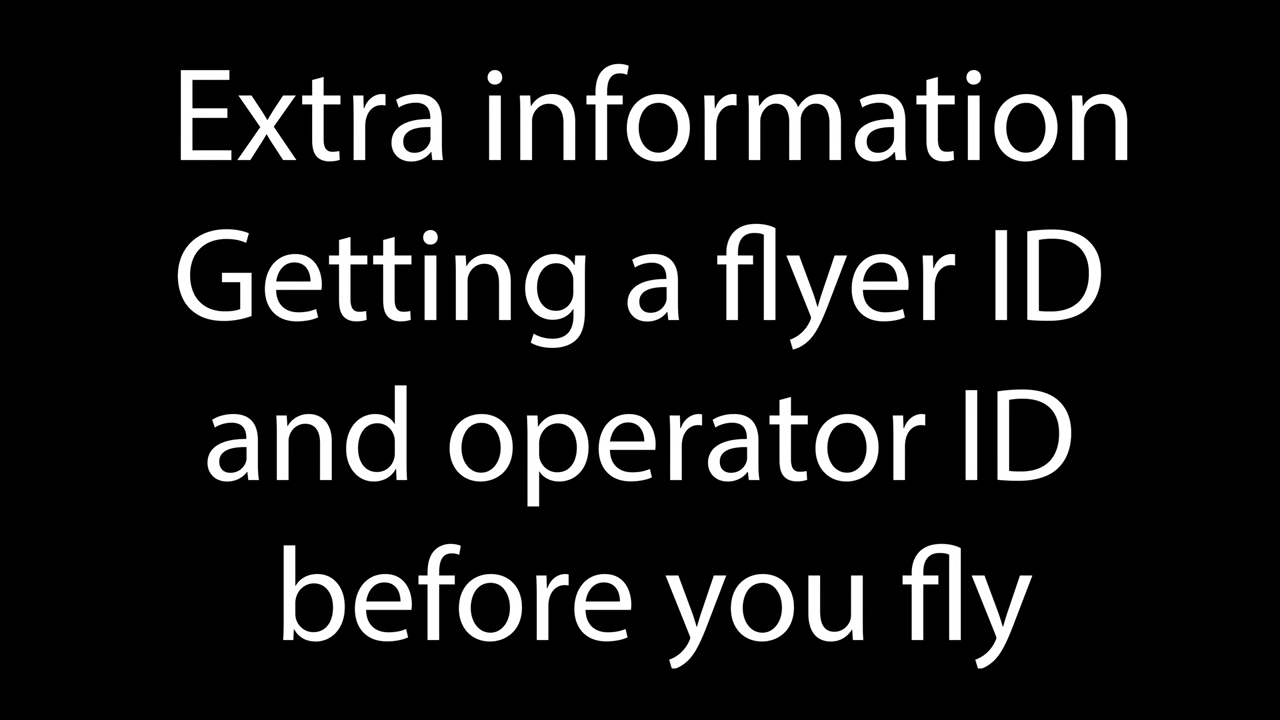 Extra information
Getting a flyer ID
and operator ID
before you fly